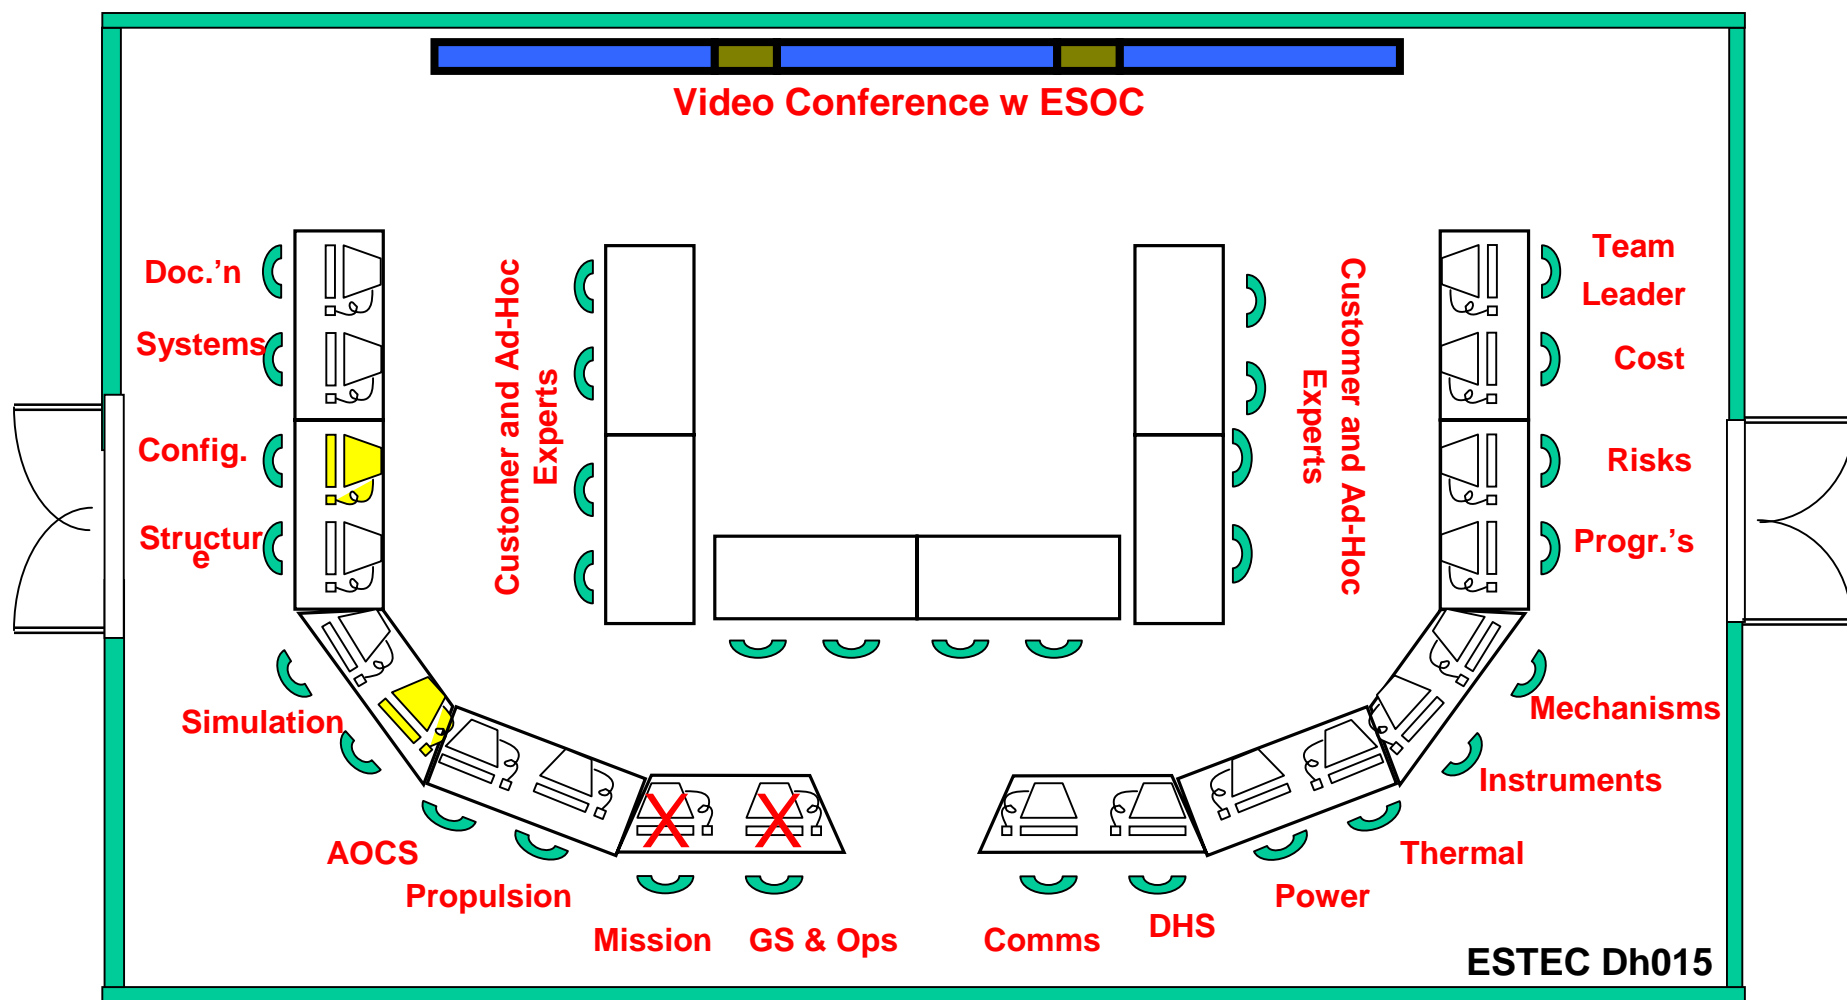 Video Conference w ESOC
Doc.’n
Systems
Config.
Structur
e
Simulation
AOCS
Propulsion
Mission
GS & Ops
Customer and Ad-Hoc
Experts
Customer and Ad-Hoc
Experts
Team
Leader
Cost
Risks
Progr.’s
Mechanisms
Instruments
Thermal
Power
DHS
Comms
ESTEC Dh015